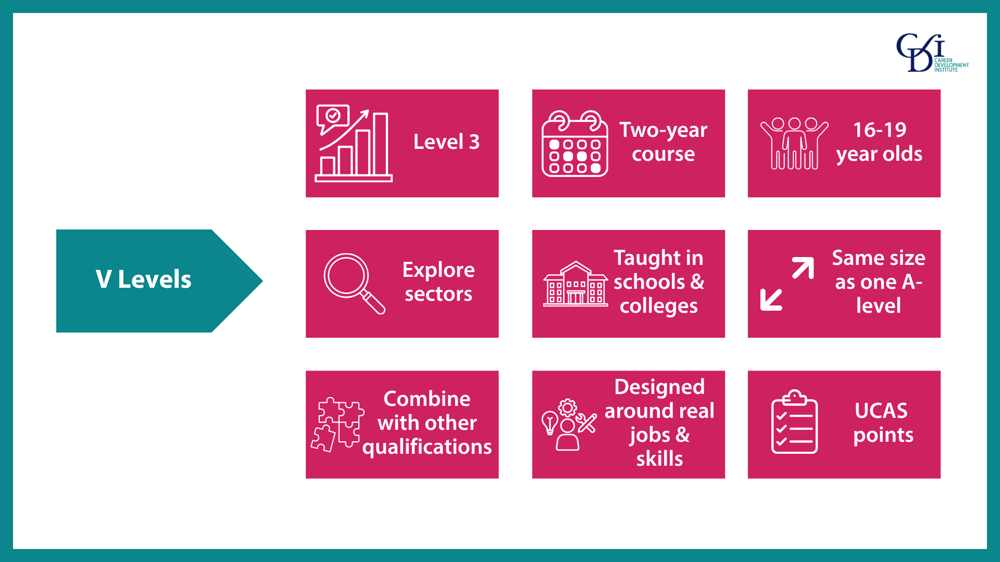 CDI
CAREER
DEVELOPMENT
INSTITUTE
V Levels
Level 3
Two-year
course
16-19
year olds
Explore
sectors
Taught in
schools &
colleges
Same size
as one A-
level
Combine
with other
qualifications
Designed
around real
jobs &
skills
UCAS
points